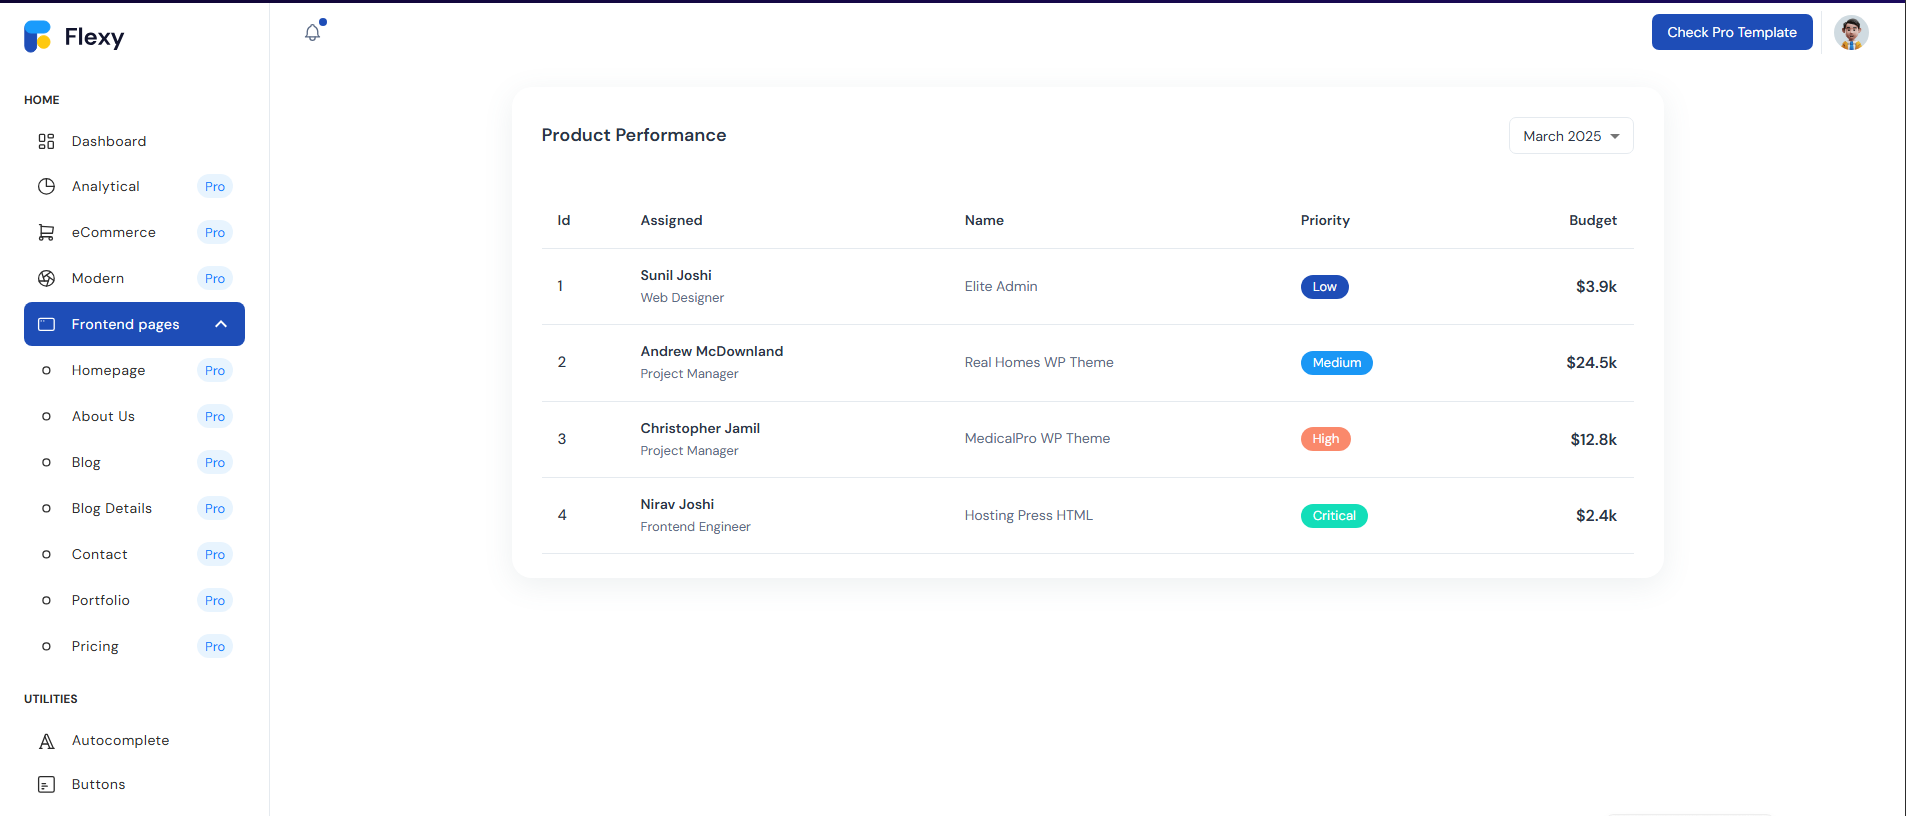 Flexy
Check Pro Template
HOME
Dashboard
Analytical Pro
eCommerce Pro
Modern Pro
Frontend pages
Homepage Pro
About Us Pro
Blog Pro
Blog Details Pro
Contact Pro
Portfolio Pro
Pricing Pro
UTILITIES
Autocomplete
Buttons
Product Performance
March 2025
Id Assigned Name Priority Budget
1 Sunil Joshi Elite Admin Low $3.9k
Web Designer
2 Andrew McDownland Real Homes WP Theme Medium $24.5k
Project Manager
3 Christopher Jamil MedicalPro WP Theme High $12.8k
Project Manager
4 Nirav Joshi Hosting Press HTML Critical $2.4k
Frontend Engineer